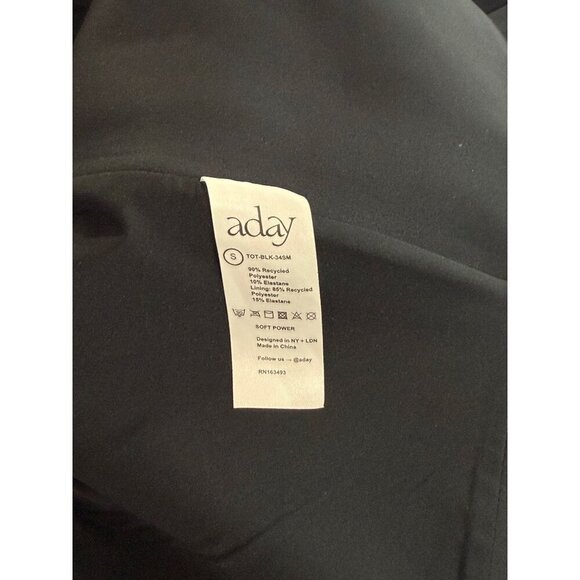 aday
S TOT-BLK-34SM
90% Recycled
Polyester
10% Elastane
Lining: 85% Recycled
Polyester
15% Elastane
SOFT POWER
Designed in NY + LDN
Made in China
Follow us → @aday
RN163493